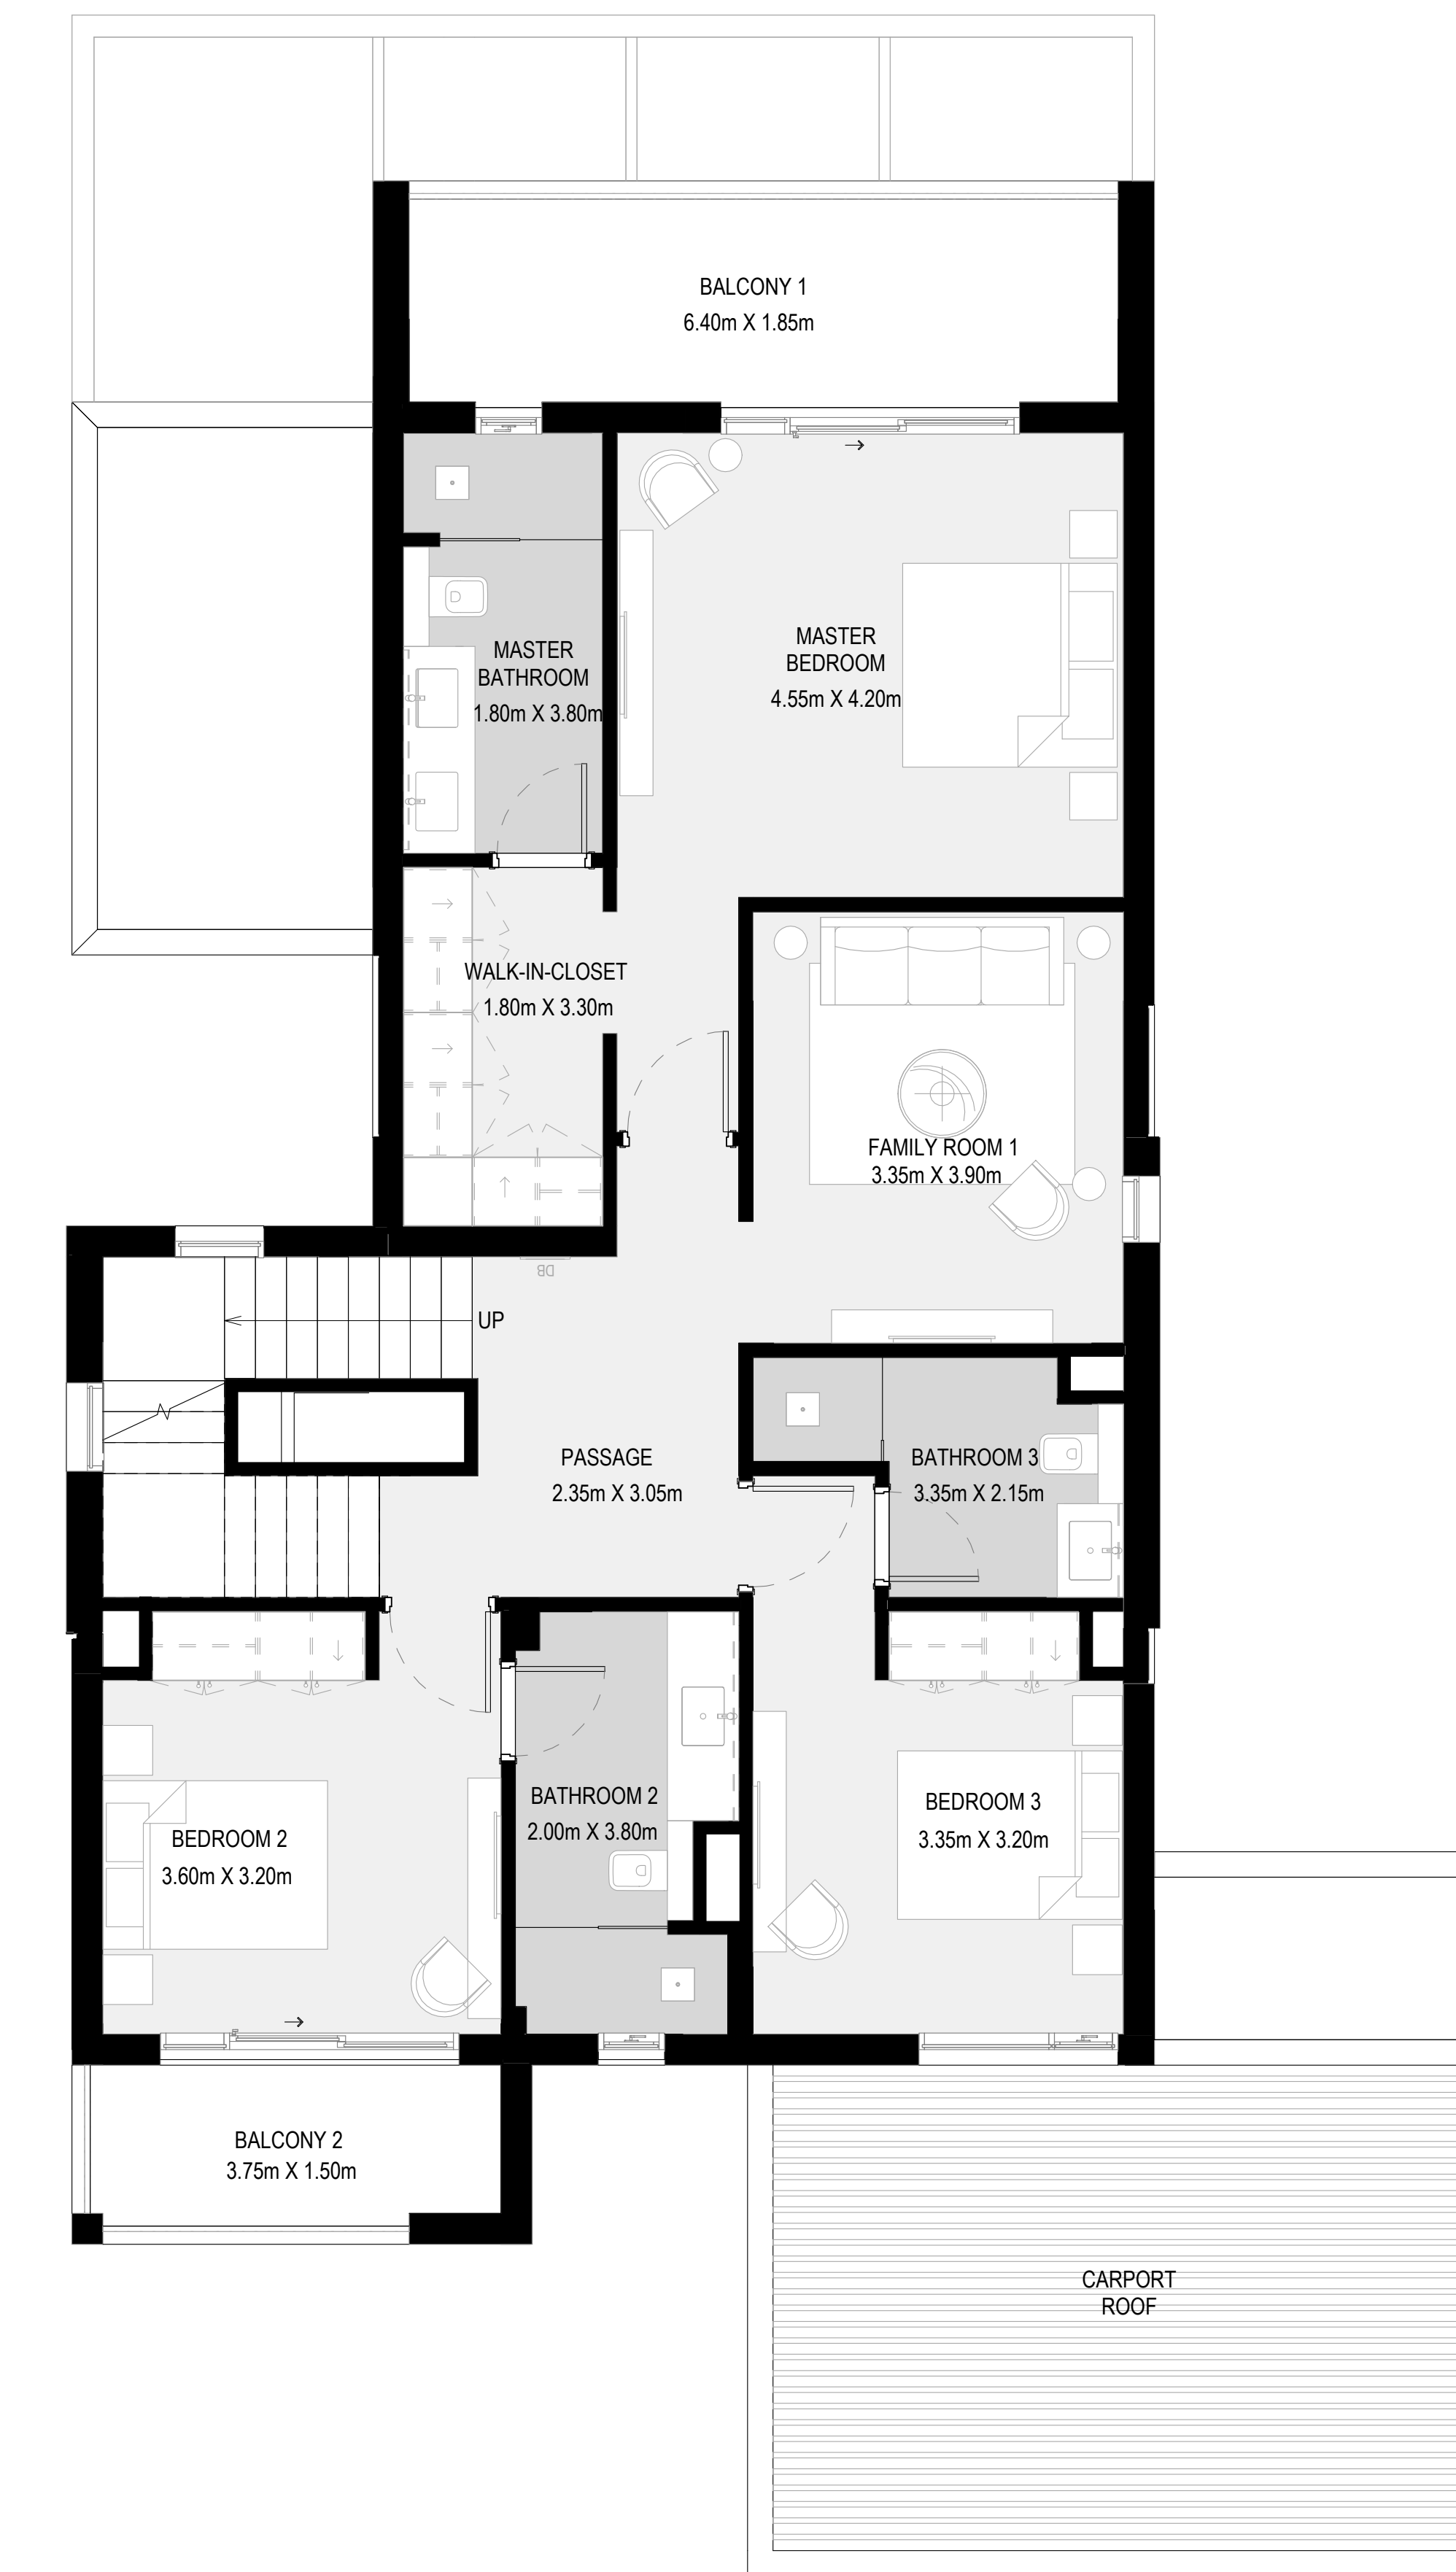 BALCONY 1
6.40m X 1.85m
MASTER
BEDROOM
4.55m X 4.20m
MASTER
BATHROOM
1.80m X 3.80m
WALK-IN-CLOSET
1.80m X 3.30m
FAMILY ROOM 1
3.35m X 3.90m
DB
UP
PASSAGE
2.35m X 3.05m
BATHROOM 3
3.35m X 2.15m
BATHROOM 2
2.00m X 3.80m
BEDROOM 3
3.35m X 3.20m
BEDROOM 2
3.60m X 3.20m
BALCONY 2
3.75m X 1.50m
CARPORT
ROOF